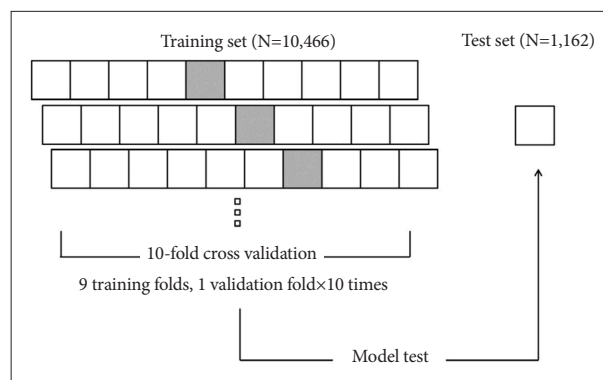 Training set (N=10,466)
Test set (N=1,162)
10-fold cross validation
9 training folds, 1 validation fold×10 times
Model test